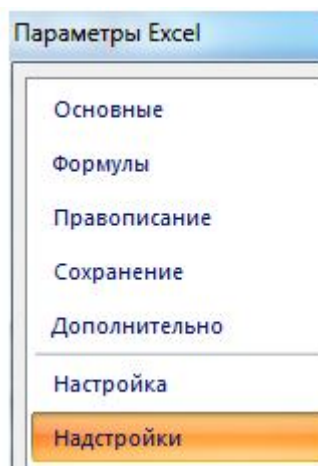 Параметры Excel
Основные
Формулы
Правописание
Сохранение
Дополнительно
Настройка
Надстройки